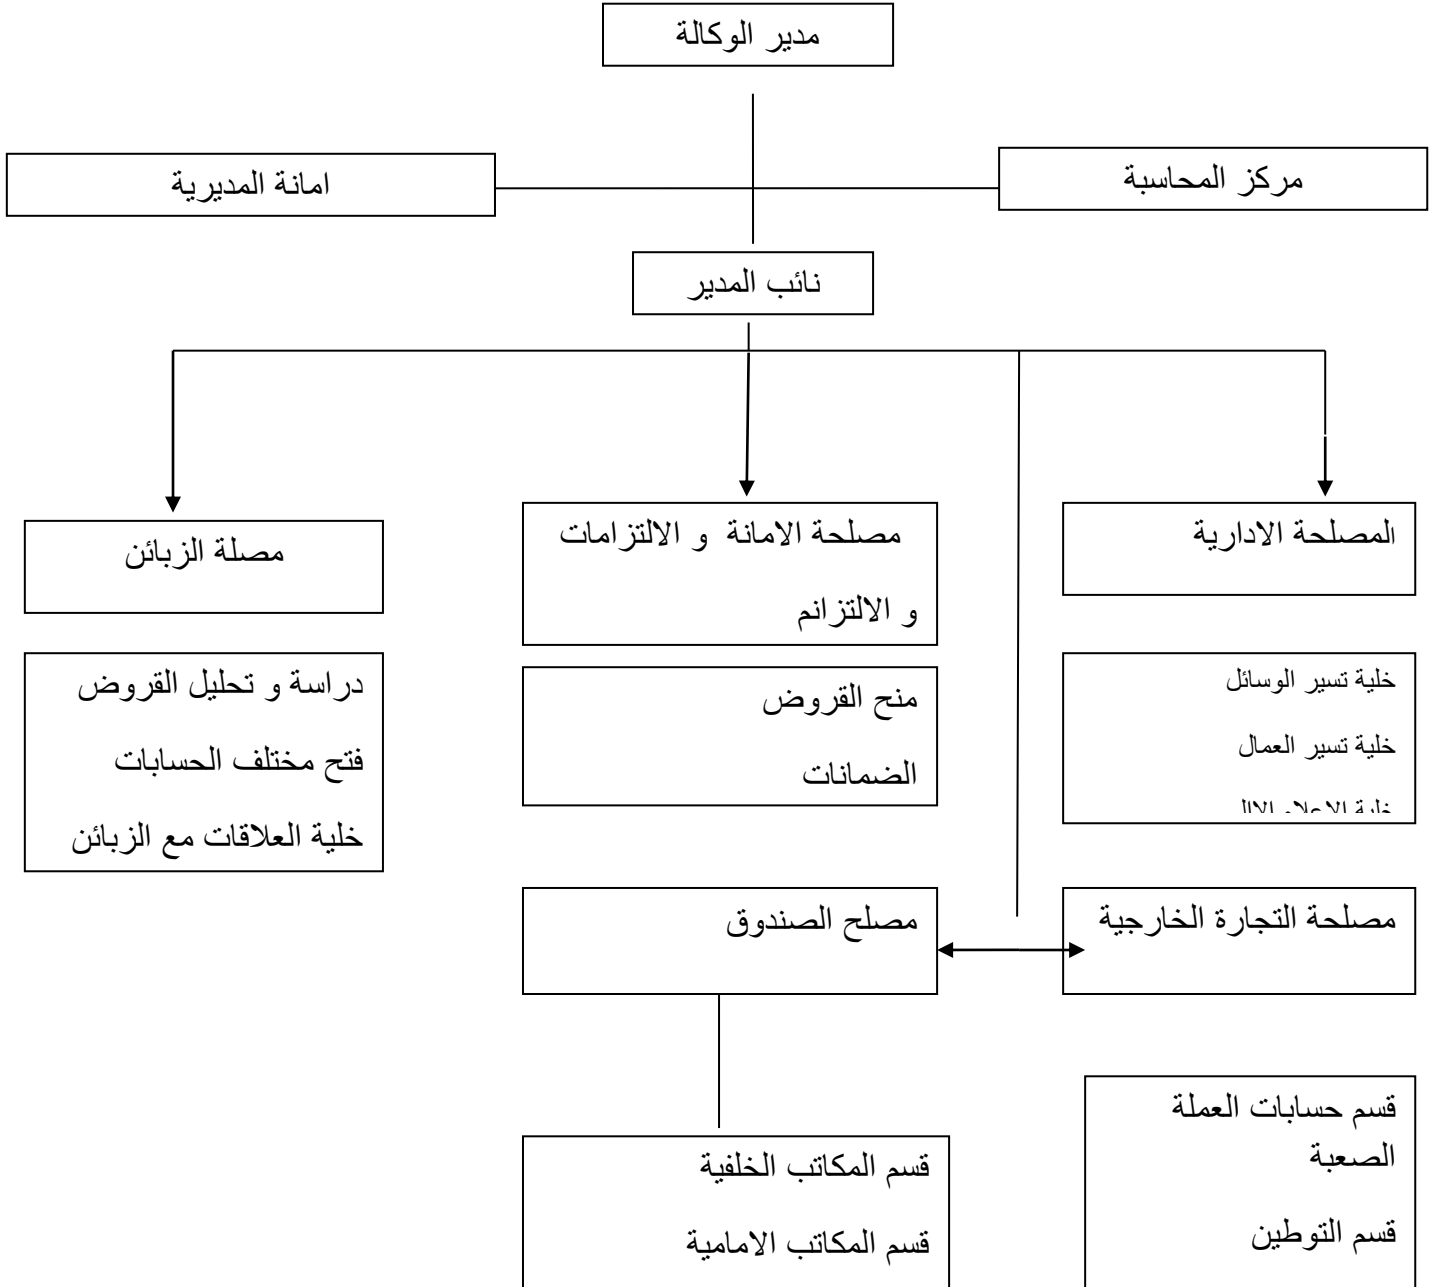 مدير الوكالة
مركز المحاسبة
امانة المديرية
نائب المدير
المصلحة الادارية
مصلحة الامانة و الالتزامات
و الالتزانم
مصلة الزبائن
خلية تسير الوسائل
خلية تسير العمال
منح القروض
الضمانات
دراسة و تحليل القروض
فتح مختلف الحسابات
خلية العلاقات مع الزبائن
مصلحة التجارة الخارجية
مصلح الصندوق
قسم حسابات العملة
الصعبة
قسم التوطين
قسم المكاتب الخلفية
قسم المكاتب الامامية